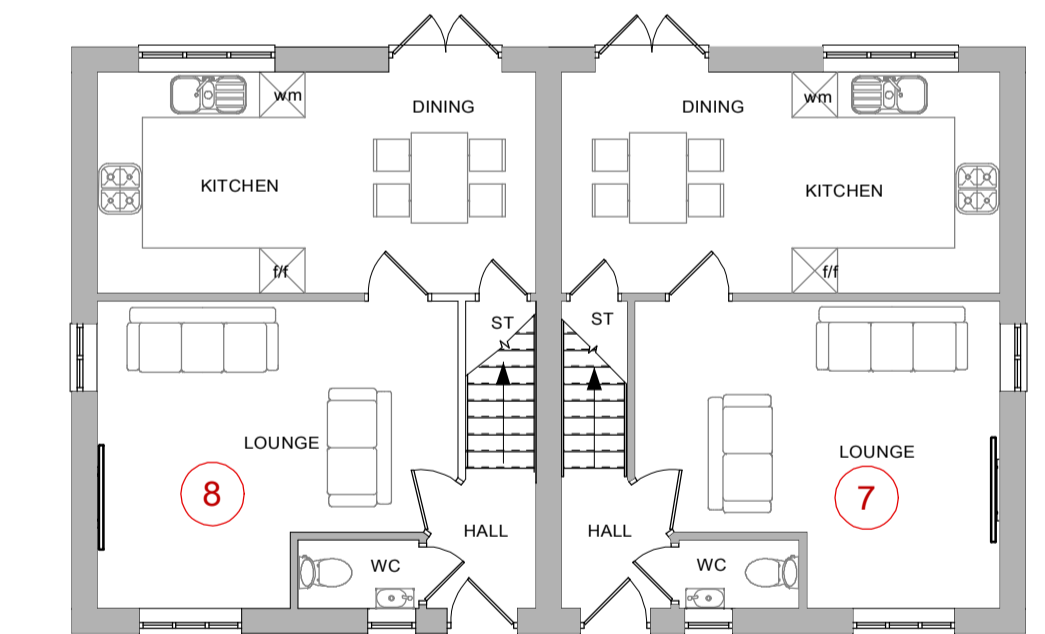 wm
DINING
DINING
wm
KITCHEN
KITCHEN
f/f
f/f
ST
ST
LOUNGE
LOUNGE
8
7
HALL
HALL
WC
WC